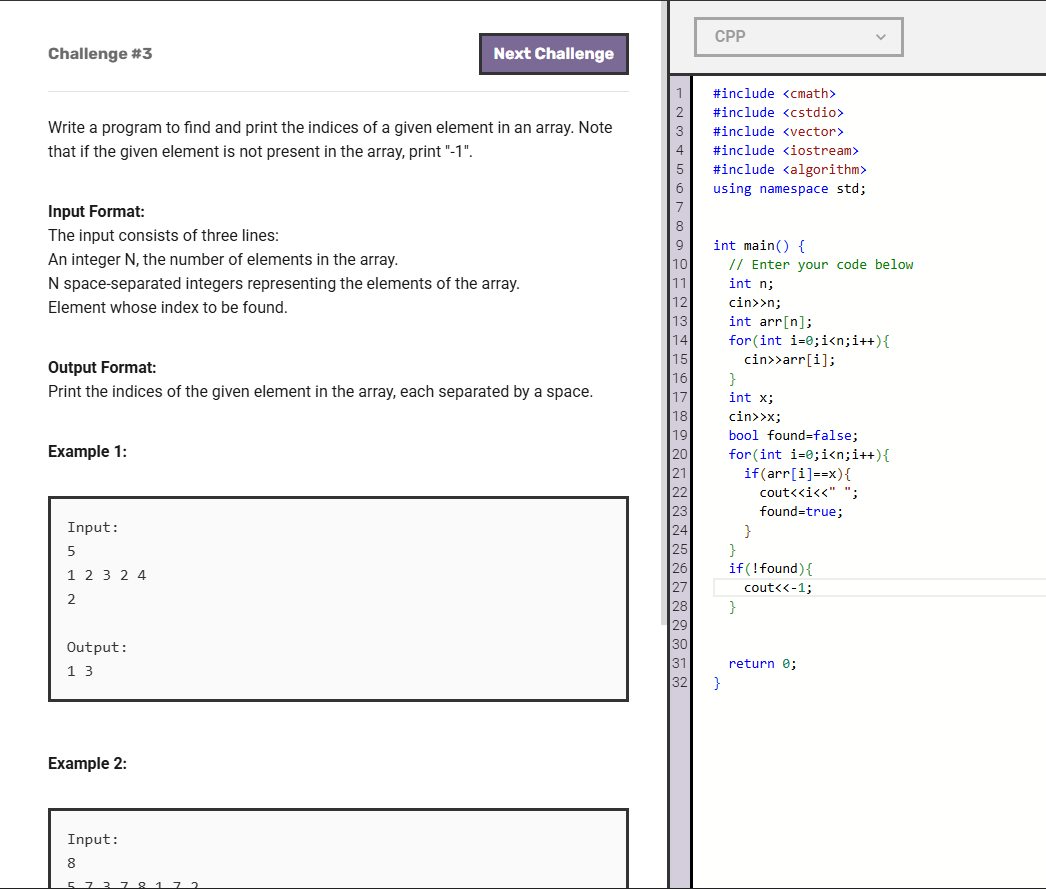 Challenge #3
Next Challenge
Write a program to find and print the indices of a given element in an array. Note
that if the given element is not present in the array, print "-1".
Input Format:
The input consists of three lines:
An integer N, the number of elements in the array.
N space-separated integers representing the elements of the array.
Element whose index to be found.
Output Format:
Print the indices of the given element in the array, each separated by a space.
Example 1:
Input:
5
1 2 3 2 4
2
Output:
1 3
Example 2:
Input:
8
5 7 3 7 8 1 7 2
CPP
1 #include <cmath>
2 #include <cstdio>
3 #include <vector>
4 #include <iostream>
5 #include <algorithm>
6 using namespace std;
7
8
9 int main() {
10 // Enter your code below
11 int n;
12 cin>>n;
13 int arr[n];
14 for(int i=0;i<n;i++){
15 cin>>arr[i];
16 }
17 int x;
18 cin>>x;
19 bool found=false;
20 for(int i=0;i<n;i++){
21 if(arr[i]==x){
22 cout<<i<<" ";
23 found=true;
24 }
25 }
26 if(!found){
27 cout<<-1;
28 }
29
30
31 return 0;
32 }